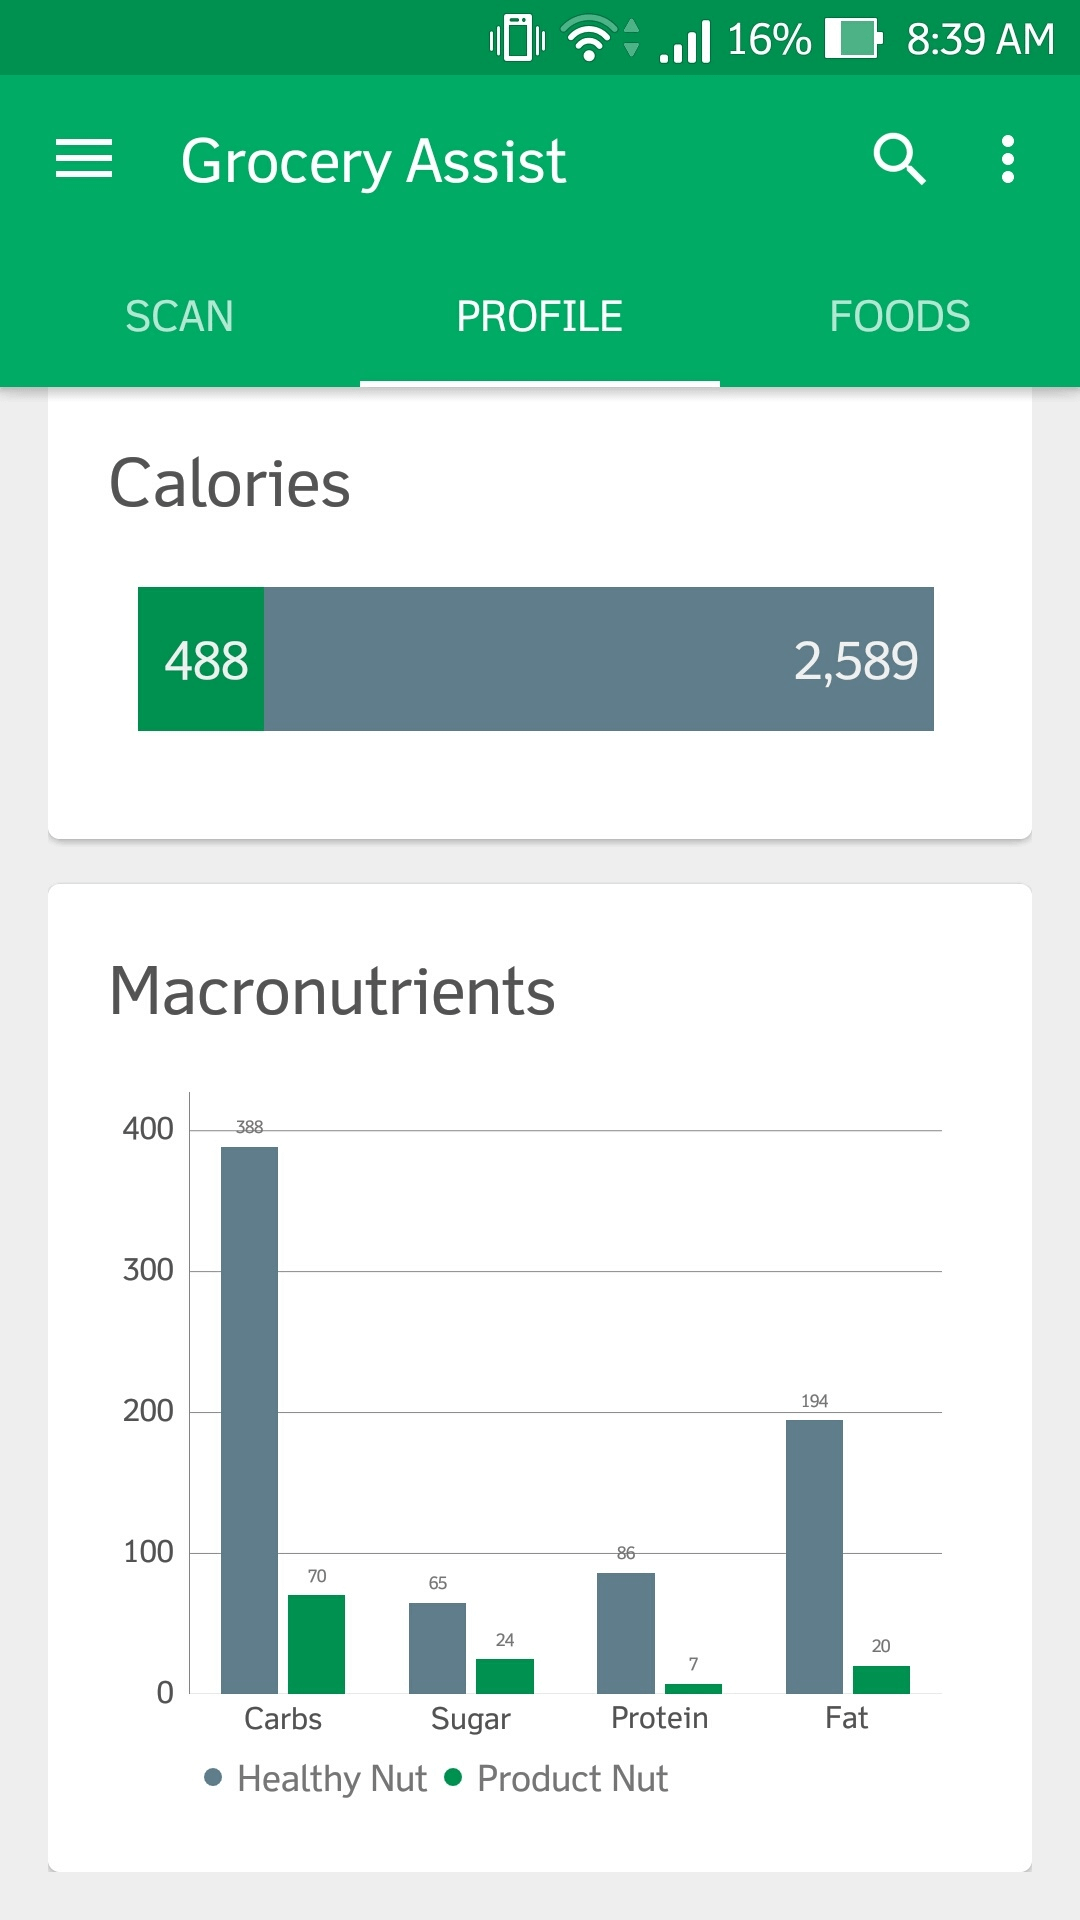 16% 8:39 AM
Grocery Assist
SCAN PROFILE FOODS
Calories
488 2,589
Macronutrients
400
388
300
200
194
100
86
70
65
24
7
20
0
Carbs Sugar Protein Fat
Healthy Nut Product Nut